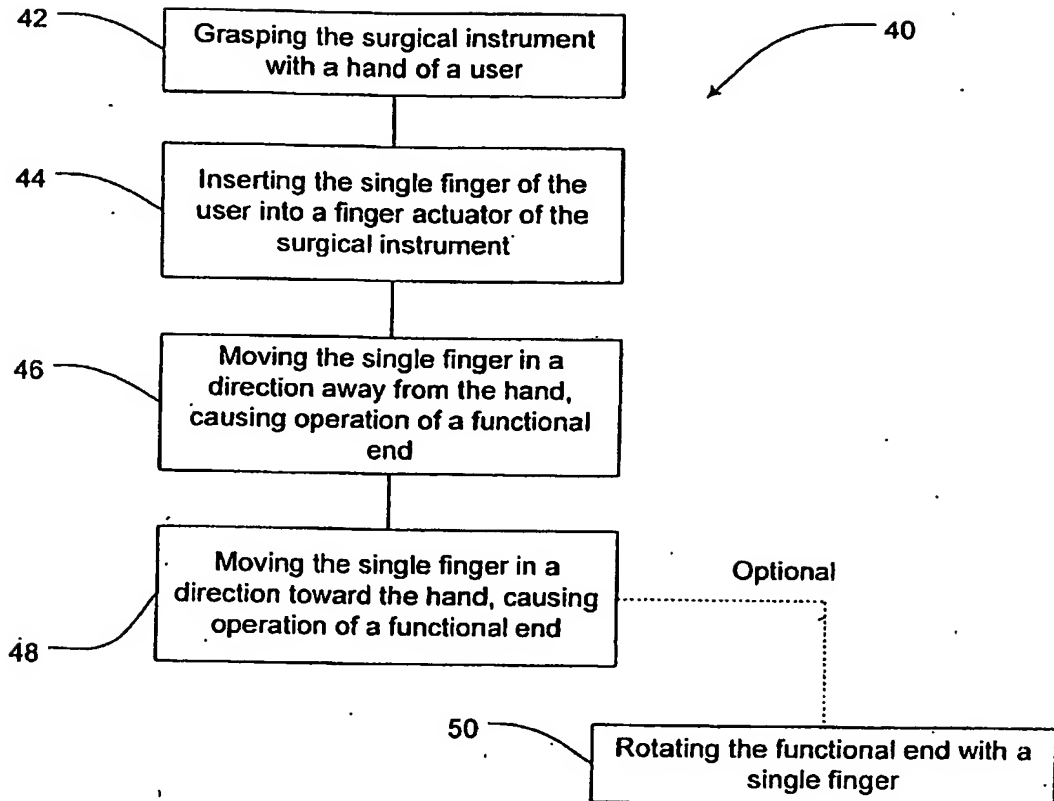 42
Grasping the surgical instrument
with a hand of a user
40
44
Inserting the single finger of the
user into a finger actuator of the
surgical instrument
46
Moving the single finger in a
direction away from the hand,
causing operation of a functional
end
48
Moving the single finger in a
direction toward the hand, causing
operation of a functional end
Optional
50
Rotating the functional end with a
single finger